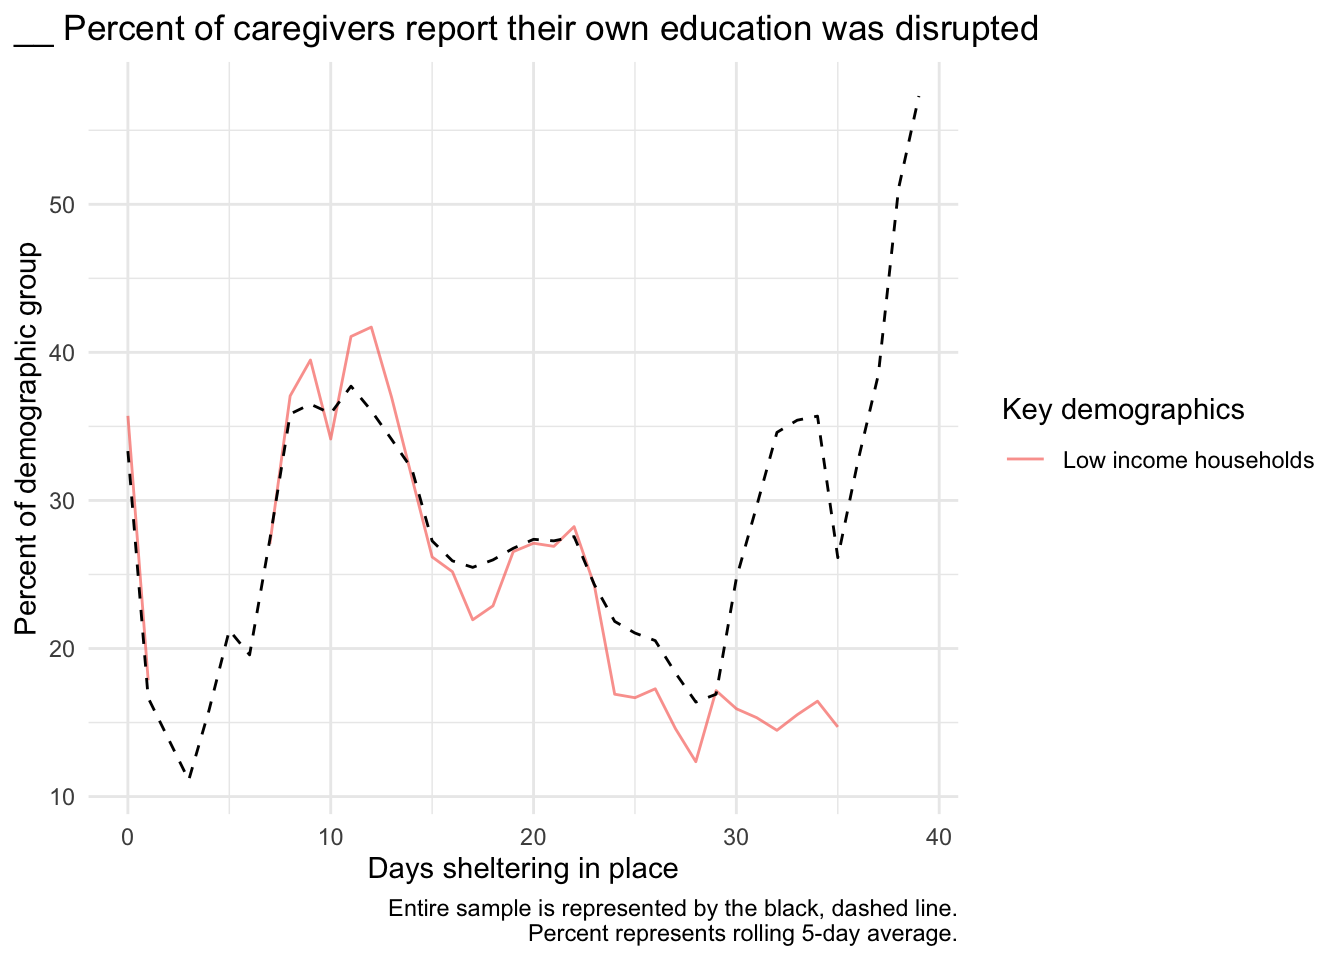 __ Percent of caregivers report their own education was disrupted
Percent of demographic group
50
40
30
20
10
0 10 20 30 40
Days sheltering in place
Key demographics
Low income households
Entire sample is represented by the black, dashed line.
Percent represents rolling 5-day average.